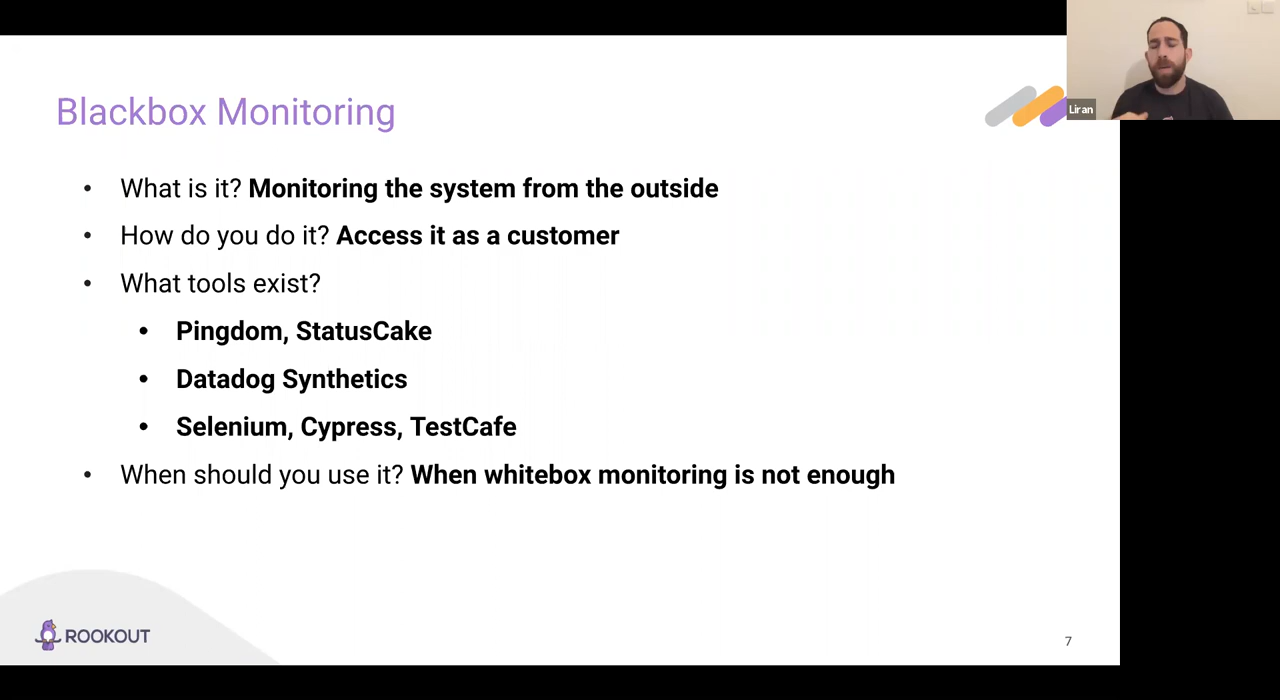 Blackbox Monitoring
Liran
• What is it? Monitoring the system from the outside
• How do you do it? Access it as a customer
• What tools exist?
• Pingdom, StatusCake
• Datadog Synthetics
• Selenium, Cypress, TestCafe
• When should you use it? When whitebox monitoring is not enough
ROOKOUT
7